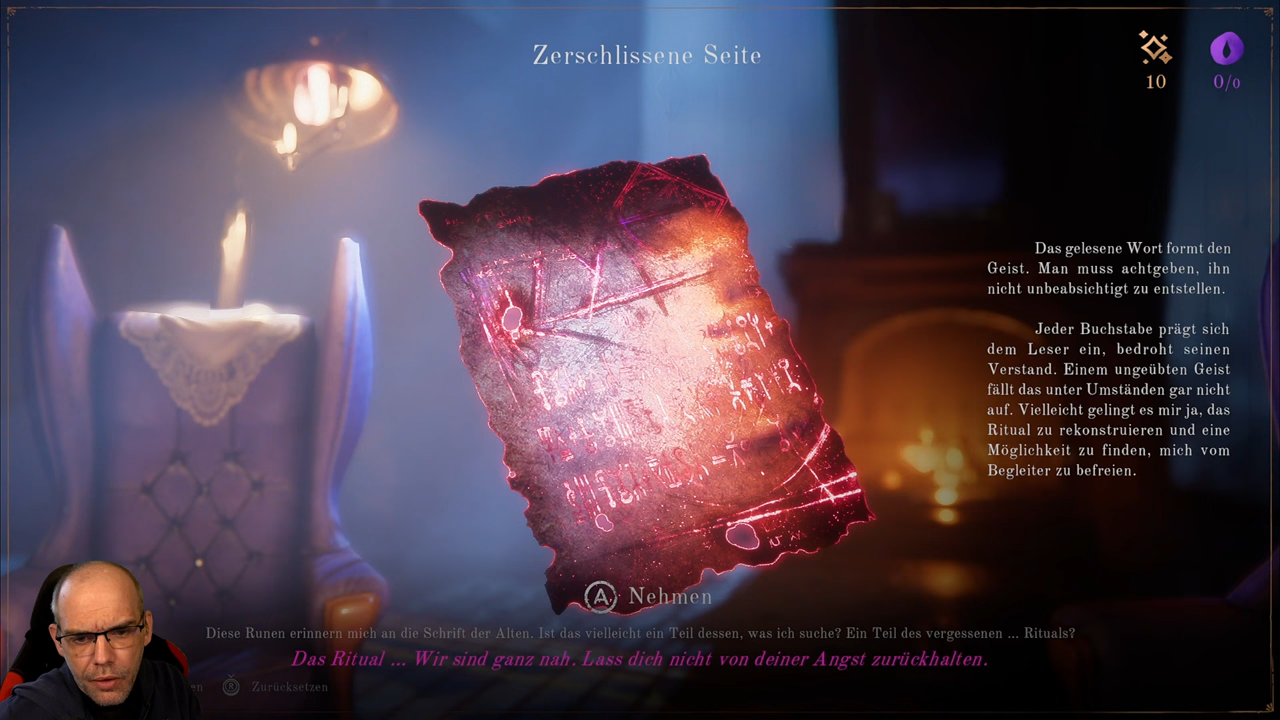 Zerschlissene Seite
10
0/0
Das gelesene Wort formt den
Geist. Man muss achtgeben, ihn
nicht unbeabsichtigt zu entstellen.
Jeder Buchstabe prägt sich
dem Leser ein, bedroht seinen
Verstand. Einem ungeübten Geist
fällt das unter Umständen gar nicht
auf. Vielleicht gelingt es mir ja, das
Ritual zu rekonstruieren und eine
Möglichkeit zu finden, mich vom
Begleiter zu befreien.
A Nehmen
Diese Runen erinnern mich an die Schrift der Alten. Ist das vielleicht ein Teil dessen, was ich suche? Ein Teil des vergessenen ... Rituals?
Das Ritual ... Wir sind ganz nah. Lass dich nicht von deiner Angst zurückhalten.
en R Zurücksetzen